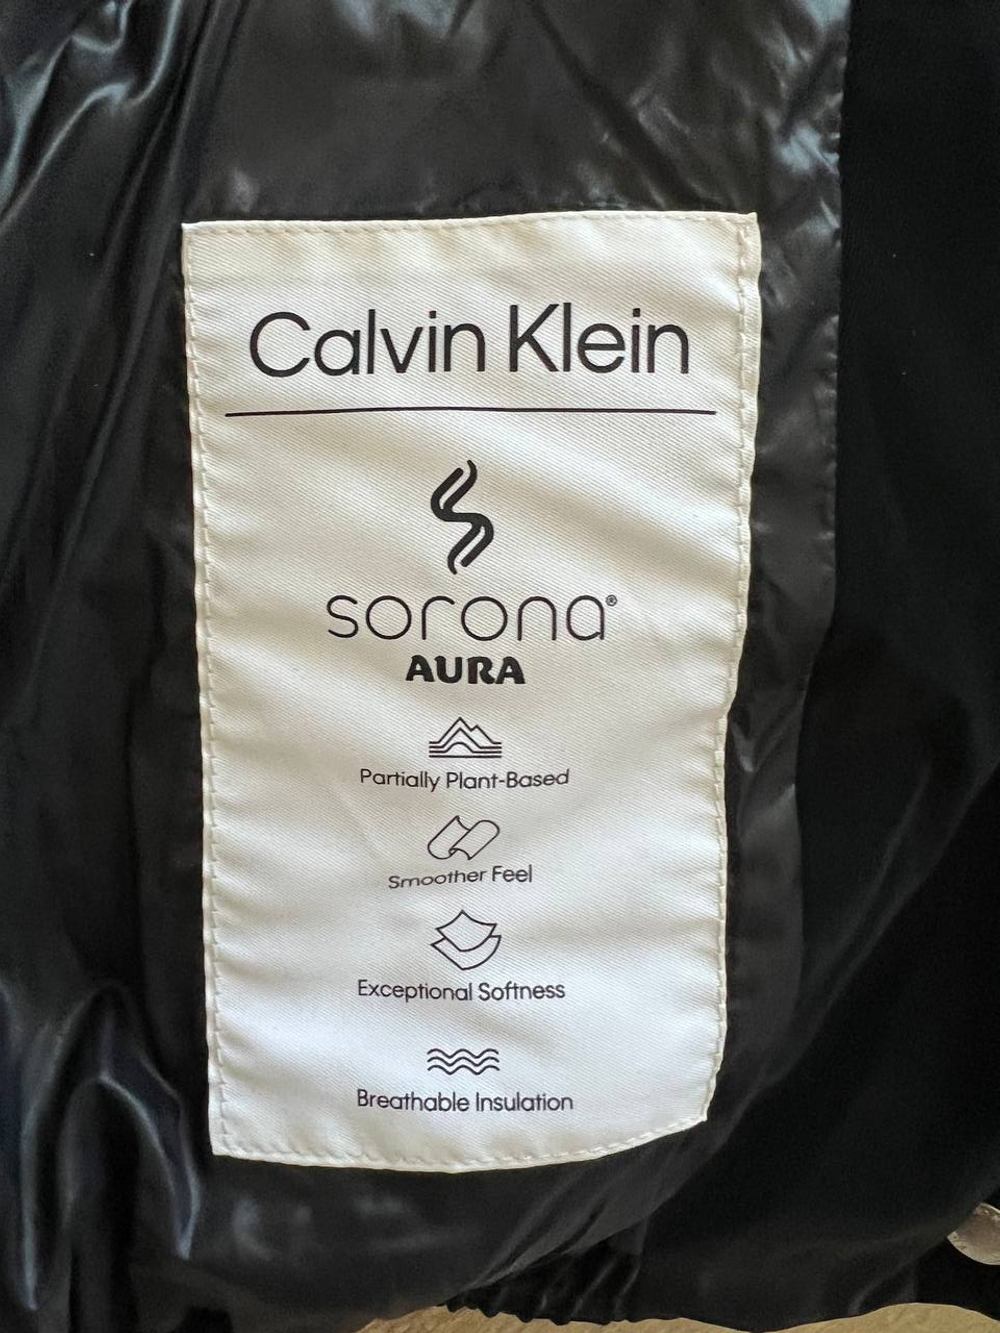 Calvin Klein
sorona®
AURA
Partially Plant-Based
Smoother Feel
Exceptional Softness
Breathable Insulation